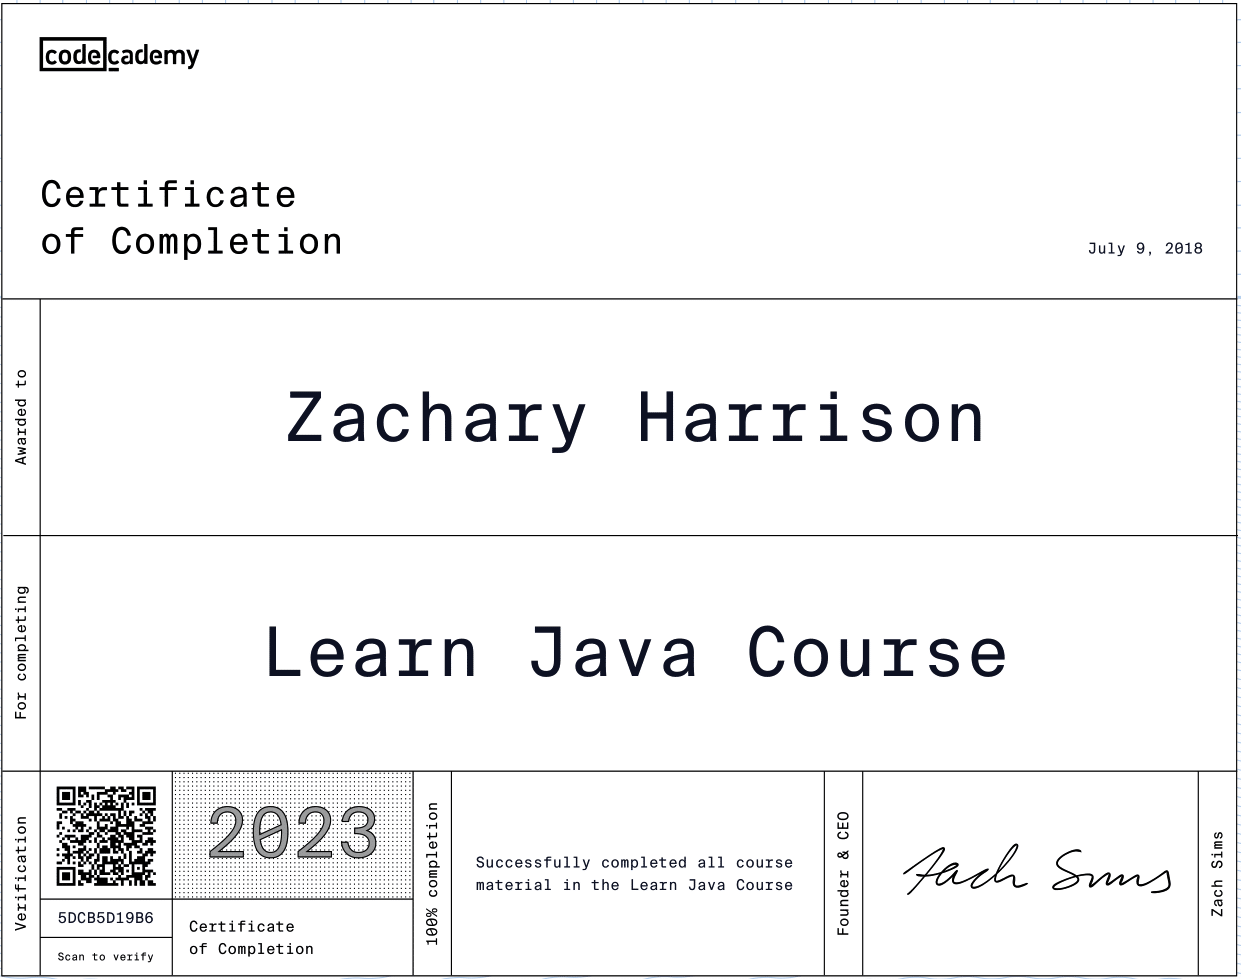 codecademy
Certificate
of Completion
July 9, 2018
Awarded to
Zachary Harrison
For completing
Learn Java Course
Verification
5DCB5D19B6
Scan to verify
2023
Certificate
of Completion
100% completion
Successfully completed all course
material in the Learn Java Course
Founder & CEO
Zach Sims
Zach Sims